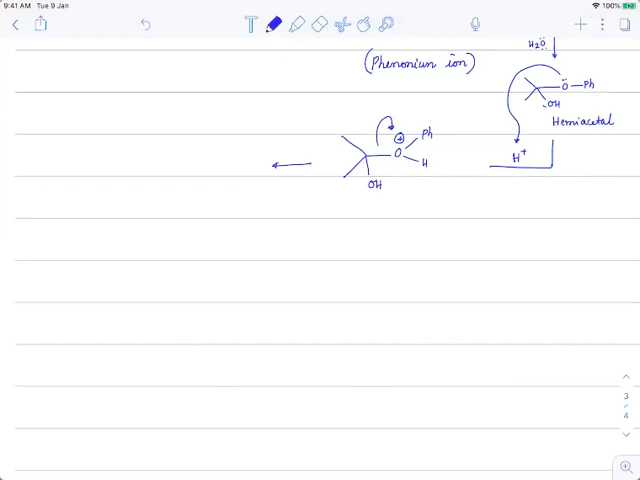 9:41 AM Tue 9 Jan
100%
T
H2Ö
(Phenonium ion)
Ö—Ph
OH
Hemiacetal
H+
Ph
⊕
O
H
OH
3
/
4